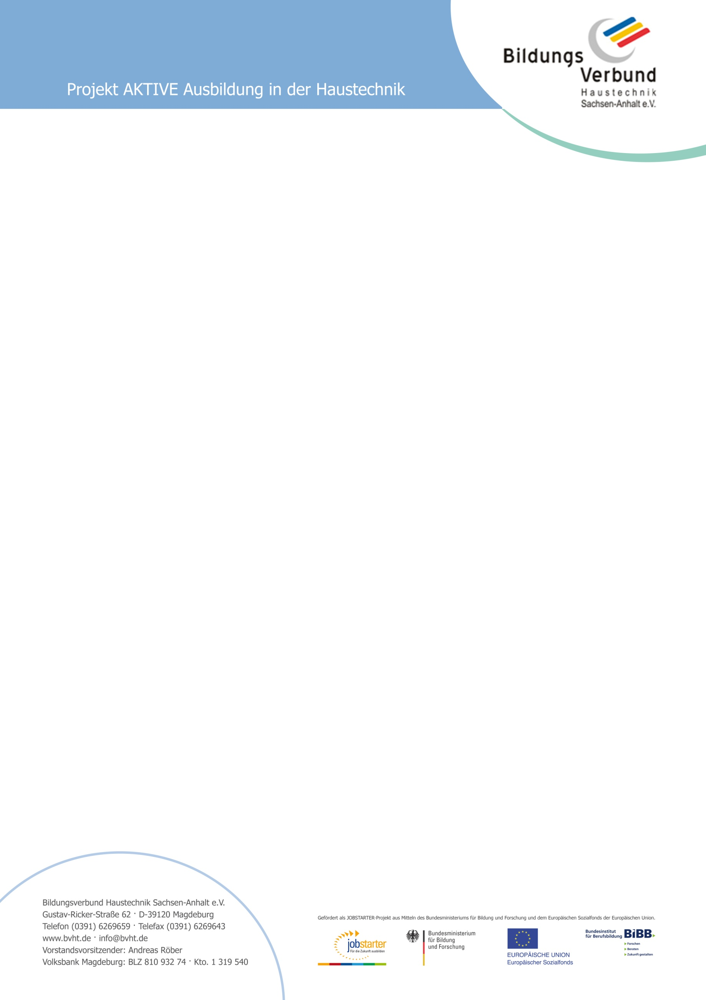 Projekt AKTIVE Ausbildung in der Haustechnik
Bildungs
Verbund
Haustechnik
Sachsen-Anhalt e.V.
Bildungsverbund Haustechnik Sachsen-Anhalt e.V.
Gustav-Ricker-Straße 62 · D-39120 Magdeburg
Telefon (0391) 6269659 · Telefax (0391) 6269643
www.bvht.de · info@bvht.de
Vorstandsvorsitzender: Andreas Röber
Volksbank Magdeburg: BLZ 810 932 74 · Kto. 1 319 540
Gefördert als JOBSTARTER-Projekt aus Mitteln des Bundesministeriums für Bildung und Forschung und dem Europäischen Sozialfonds der Europäischen Union.
jobstarter
Für die Zukunft ausbilden
Bundesministerium
für Bildung
und Forschung
EUROPÄISCHE UNION
Europäischer Sozialfonds
Bundesinstitut
für Berufsbildung
BiBB
Forschen
Beraten
Zukunft gestalten